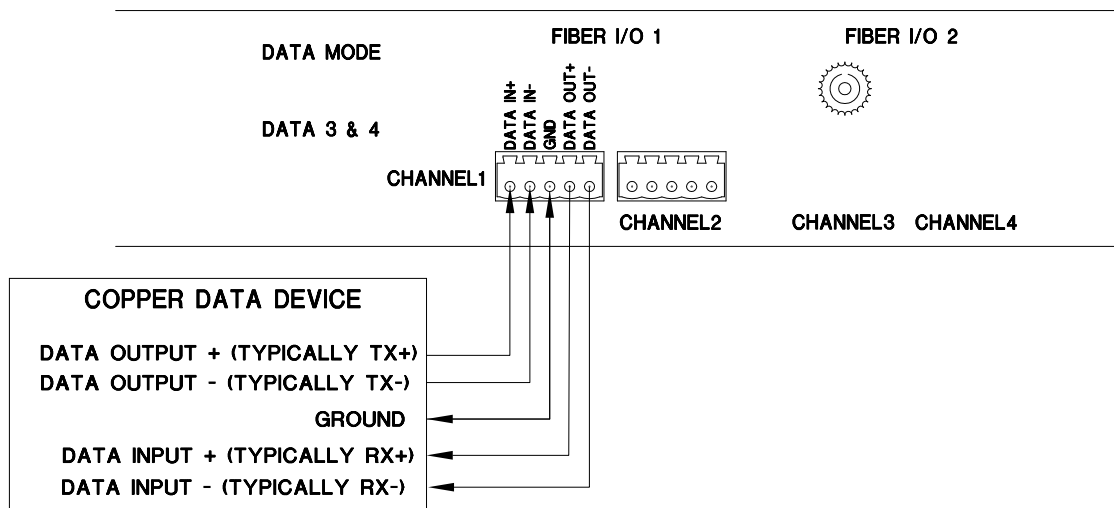 FIBER I/O 1
FIBER I/O 2
DATA MODE
DATA IN+
DATA IN-
GND
DATA OUT+
DATA OUT-
DATA 3 & 4
CHANNEL1
CHANNEL2
CHANNEL3
CHANNEL4
COPPER DATA DEVICE
DATA OUTPUT + (TYPICALLY TX+)
DATA OUTPUT - (TYPICALLY TX-)
GROUND
DATA INPUT + (TYPICALLY RX+)
DATA INPUT - (TYPICALLY RX-)